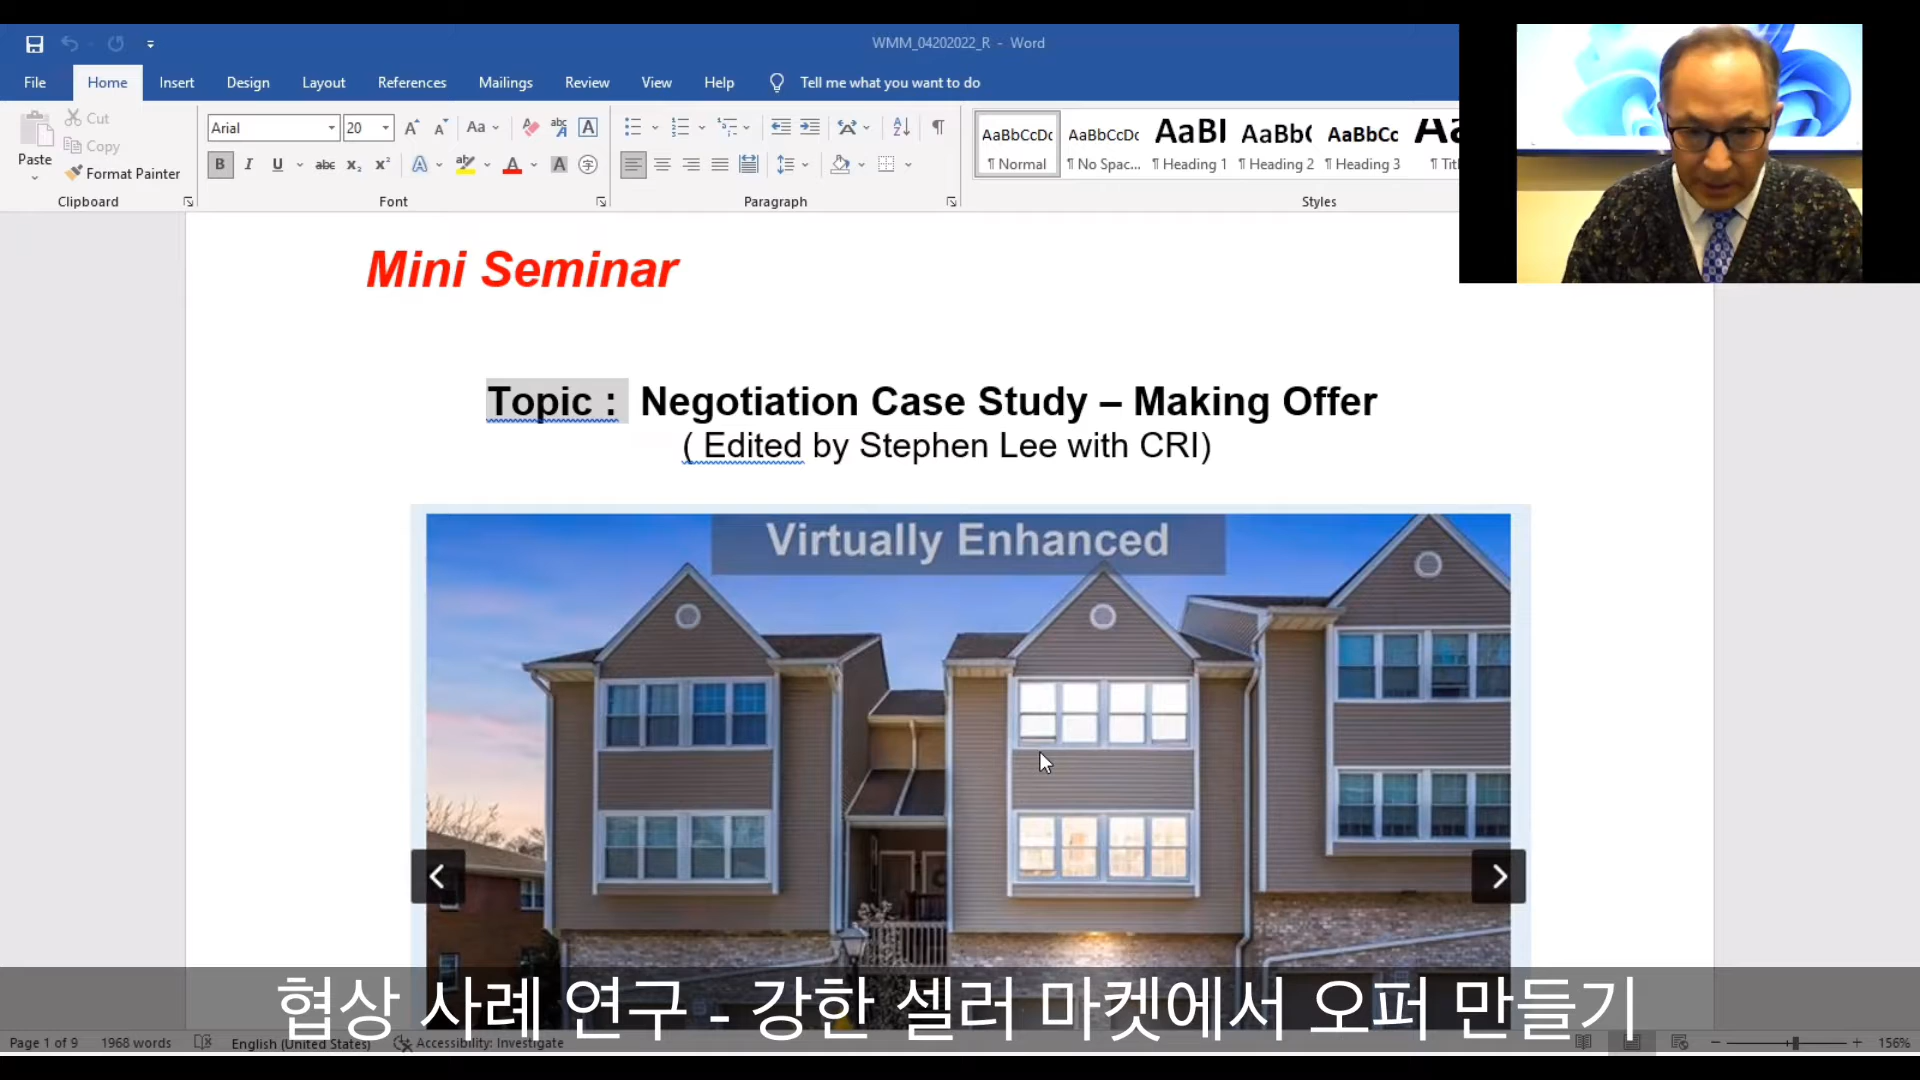 WMM_04202022_R - Word
File Home Insert Design Layout References Mailings Review View Help Tell me what you want to do
Paste
Cut
Copy
Format Painter
Clipboard
Arial 20
Font
Paragraph
AaBbCcDc AaBbCcDc AaBl AaBb( AaBbCc
¶ Normal ¶ No Spac... ¶ Heading 1 ¶ Heading 2 ¶ Heading 3 ¶ Titl
Styles
Mini Seminar
Topic : Negotiation Case Study – Making Offer
( Edited by Stephen Lee with CRI)
Virtually Enhanced
협상 사례 연구 - 강한 셀러 마켓에서 오퍼 만들기
Page 1 of 9 1968 words English (United States) Accessibility: Investigate 156%